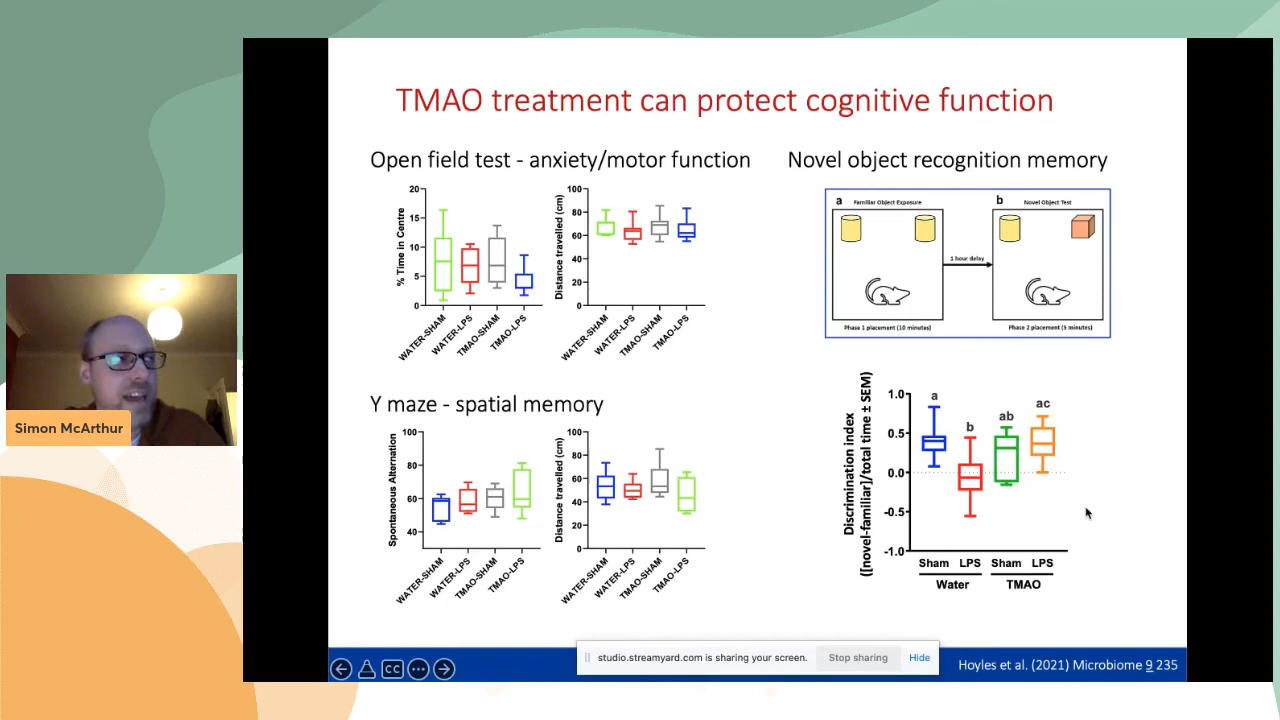 TMAO treatment can protect cognitive function
Open field test - anxiety/motor function
% Time in Centre
20
15
10
5
0
WATER-SHAM
WATER-LPS
TMAO-SHAM
TMAO-LPS
Distance travelled (cm)
100
80
60
40
20
0
WATER-SHAM
WATER-LPS
TMAO-SHAM
TMAO-LPS
Novel object recognition memory
a Familiar Object Exposure
b Novel Object Test
1 hour delay
Phase 1 placement (10 minutes)
Phase 2 placement (5 minutes)
Y maze - spatial memory
Spontaneous Alternation
100
80
60
40
WATER-SHAM
WATER-LPS
TMAO-SHAM
TMAO-LPS
Distance travelled (cm)
100
80
60
40
20
0
WATER-SHAM
WATER-LPS
TMAO-SHAM
TMAO-LPS
Discrimination index
([novel-familiar]/total time ± SEM)
1.0
0.5
0.0
-0.5
-1.0
a b ab ac
Sham LPS Sham LPS
Water TMAO
Simon McArthur
studio.streamyard.com is sharing your screen. Stop sharing Hide
CC
Hoyles et al. (2021) Microbiome 9 235